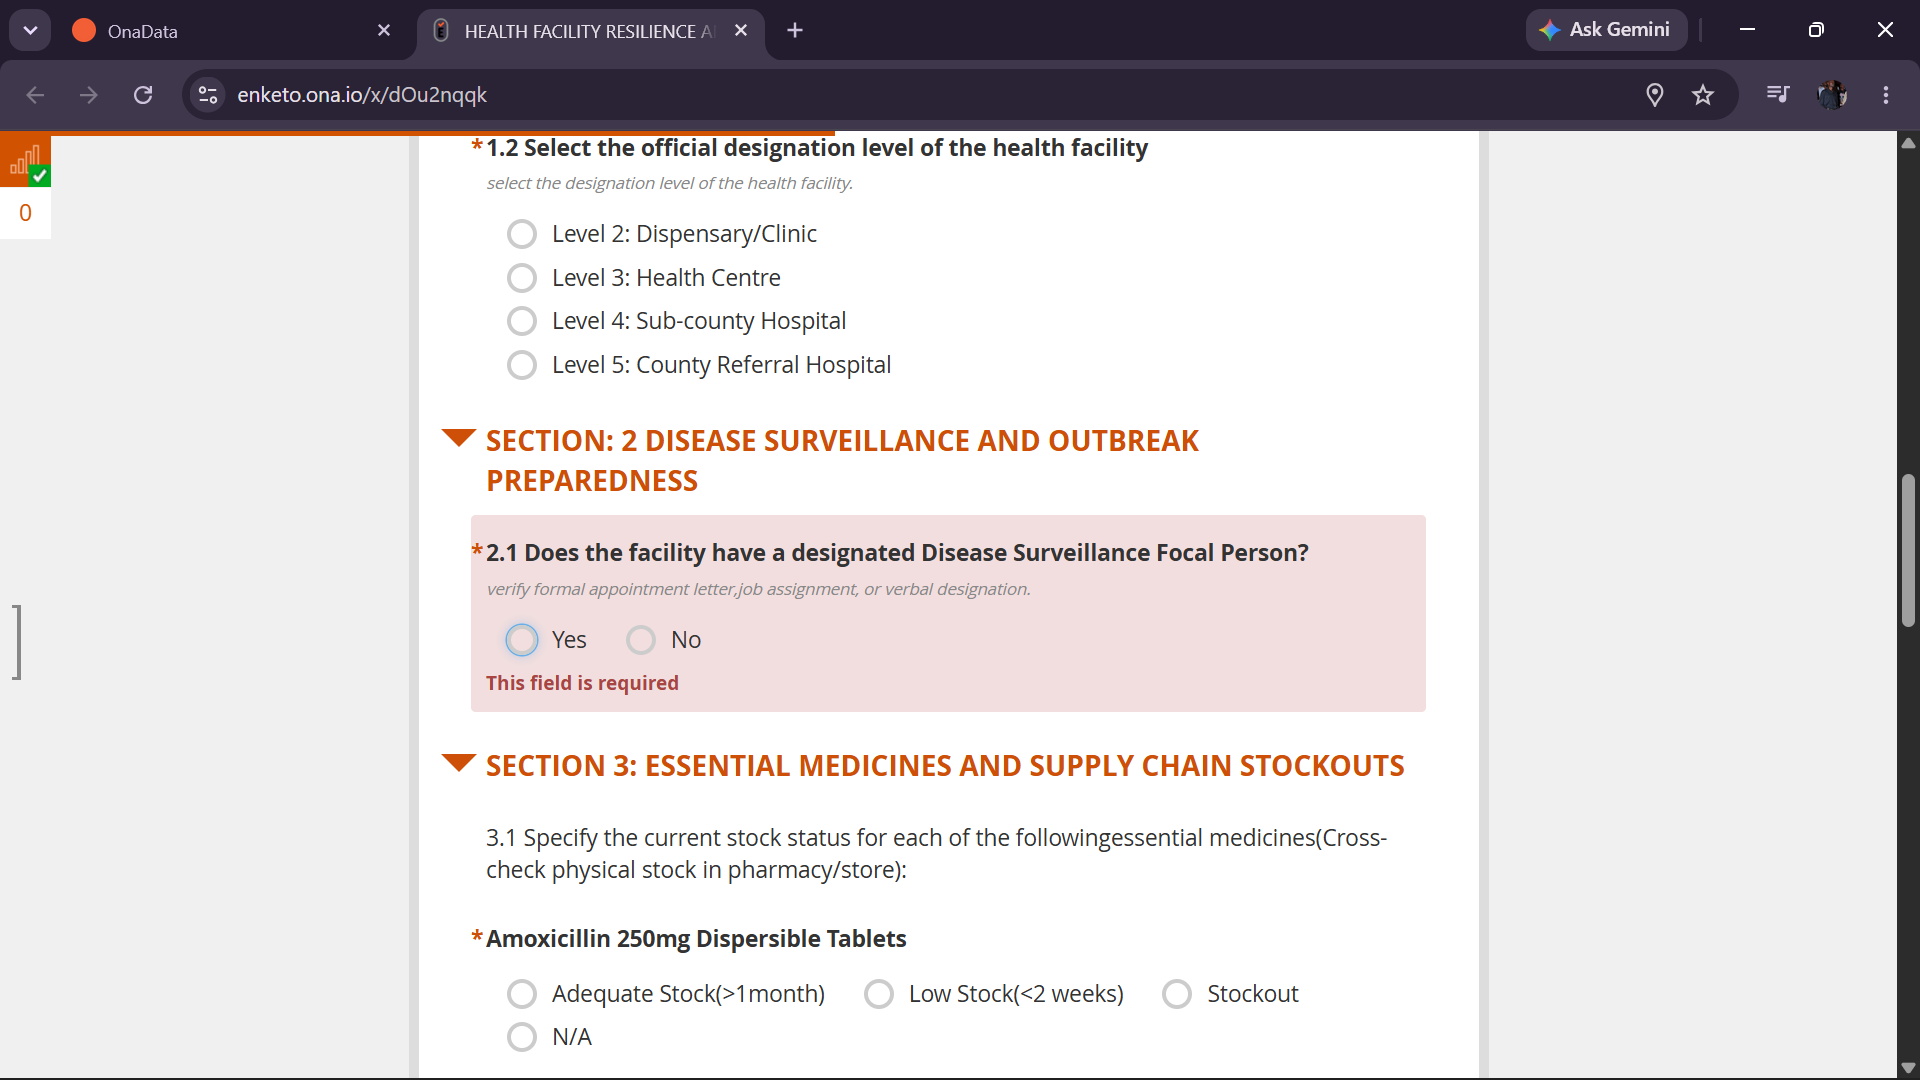 OnaData
HEALTH FACILITY RESILIENCE A
Ask Gemini
enketo.ona.io/x/dOu2nqqk
0
*1.2 Select the official designation level of the health facility
select the designation level of the health facility.
Level 2: Dispensary/Clinic
Level 3: Health Centre
Level 4: Sub-county Hospital
Level 5: County Referral Hospital
SECTION: 2 DISEASE SURVEILLANCE AND OUTBREAK
PREPAREDNESS
*2.1 Does the facility have a designated Disease Surveillance Focal Person?
verify formal appointment letter,job assignment, or verbal designation.
Yes No
This field is required
SECTION 3: ESSENTIAL MEDICINES AND SUPPLY CHAIN STOCKOUTS
3.1 Specify the current stock status for each of the followingessential medicines(Cross-
check physical stock in pharmacy/store):
*Amoxicillin 250mg Dispersible Tablets
Adequate Stock(>1month) Low Stock(<2 weeks) Stockout
N/A